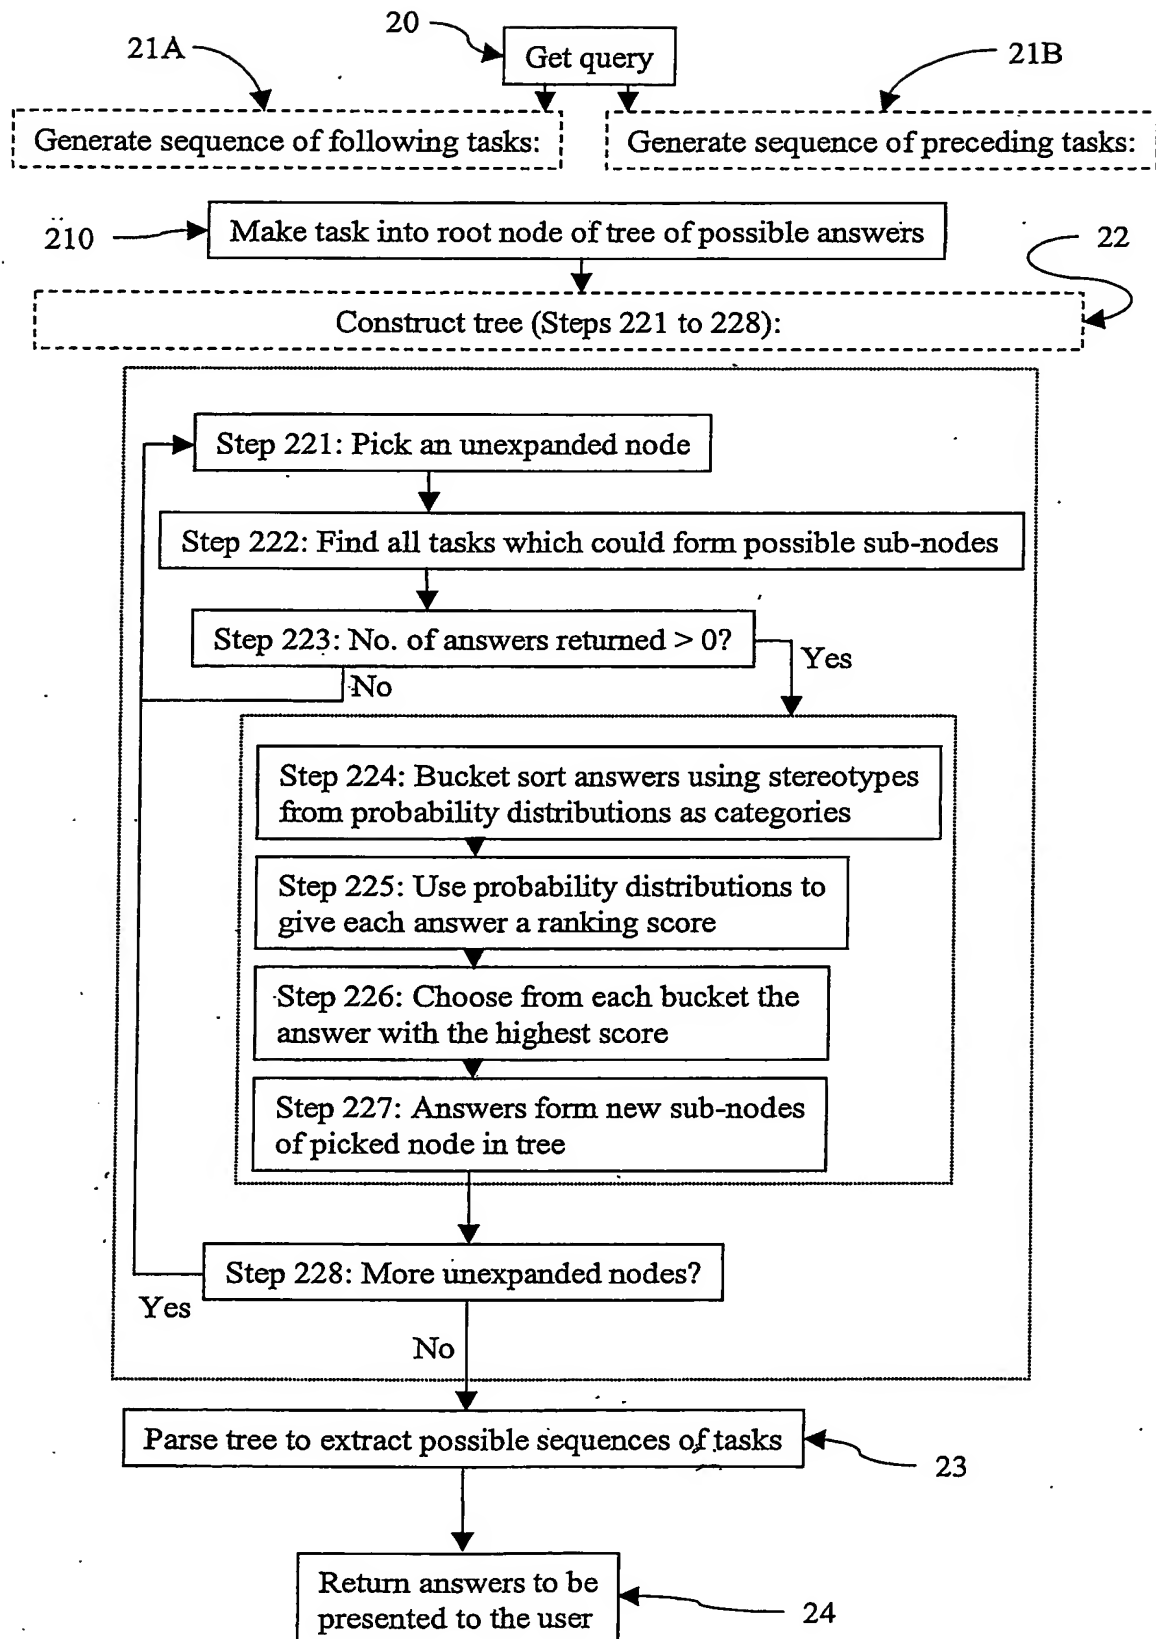 20
21A
Get query
21B
Generate sequence of following tasks:
Generate sequence of preceding tasks:
210
Make task into root node of tree of possible answers
22
Construct tree (Steps 221 to 228):
Step 221: Pick an unexpanded node
Step 222: Find all tasks which could form possible sub-nodes
Step 223: No. of answers returned > 0?
Yes
No
Step 224: Bucket sort answers using stereotypes
from probability distributions as categories
Step 225: Use probability distributions to
give each answer a ranking score
Step 226: Choose from each bucket the
answer with the highest score
Step 227: Answers form new sub-nodes
of picked node in tree
Step 228: More unexpanded nodes?
Yes
No
Parse tree to extract possible sequences of tasks
23
Return answers to be
presented to the user
24